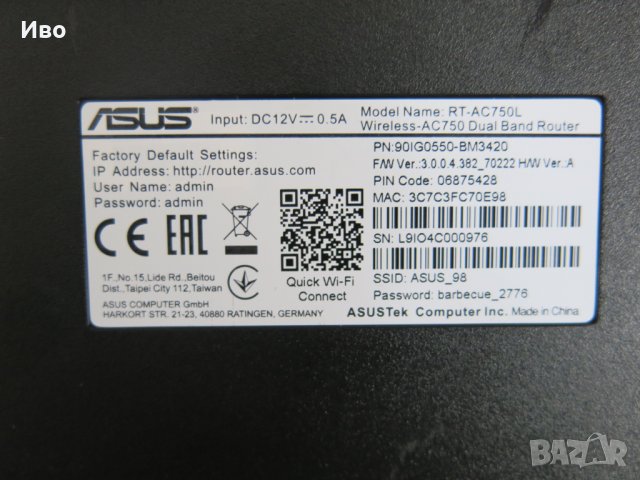 Иво
ASUS Input: DC12V⎓0.5A
Model Name: RT-AC750L
Wireless-AC750 Dual Band Router
Factory Default Settings:
IP Address: http://router.asus.com
User Name: admin
Password: admin
PN:90IG0550-BM3420
F/W Ver.:3.0.0.4.382_70222 H/W Ver.:A
PIN Code: 06875428
MAC: 3C7C3FC70E98
SN: L9IO4C000976
CE EAC
1F.,No.15,Lide Rd.,Beitou
Dist.,Taipei City 112,Taiwan
Quick Wi-Fi
Connect
SSID: ASUS_98
Password: barbecue_2776
ASUS COMPUTER GmbH
HARKORT STR. 21-23, 40880 RATINGEN, GERMANY
ASUSTek Computer Inc. Made in China
BAZAR
bg